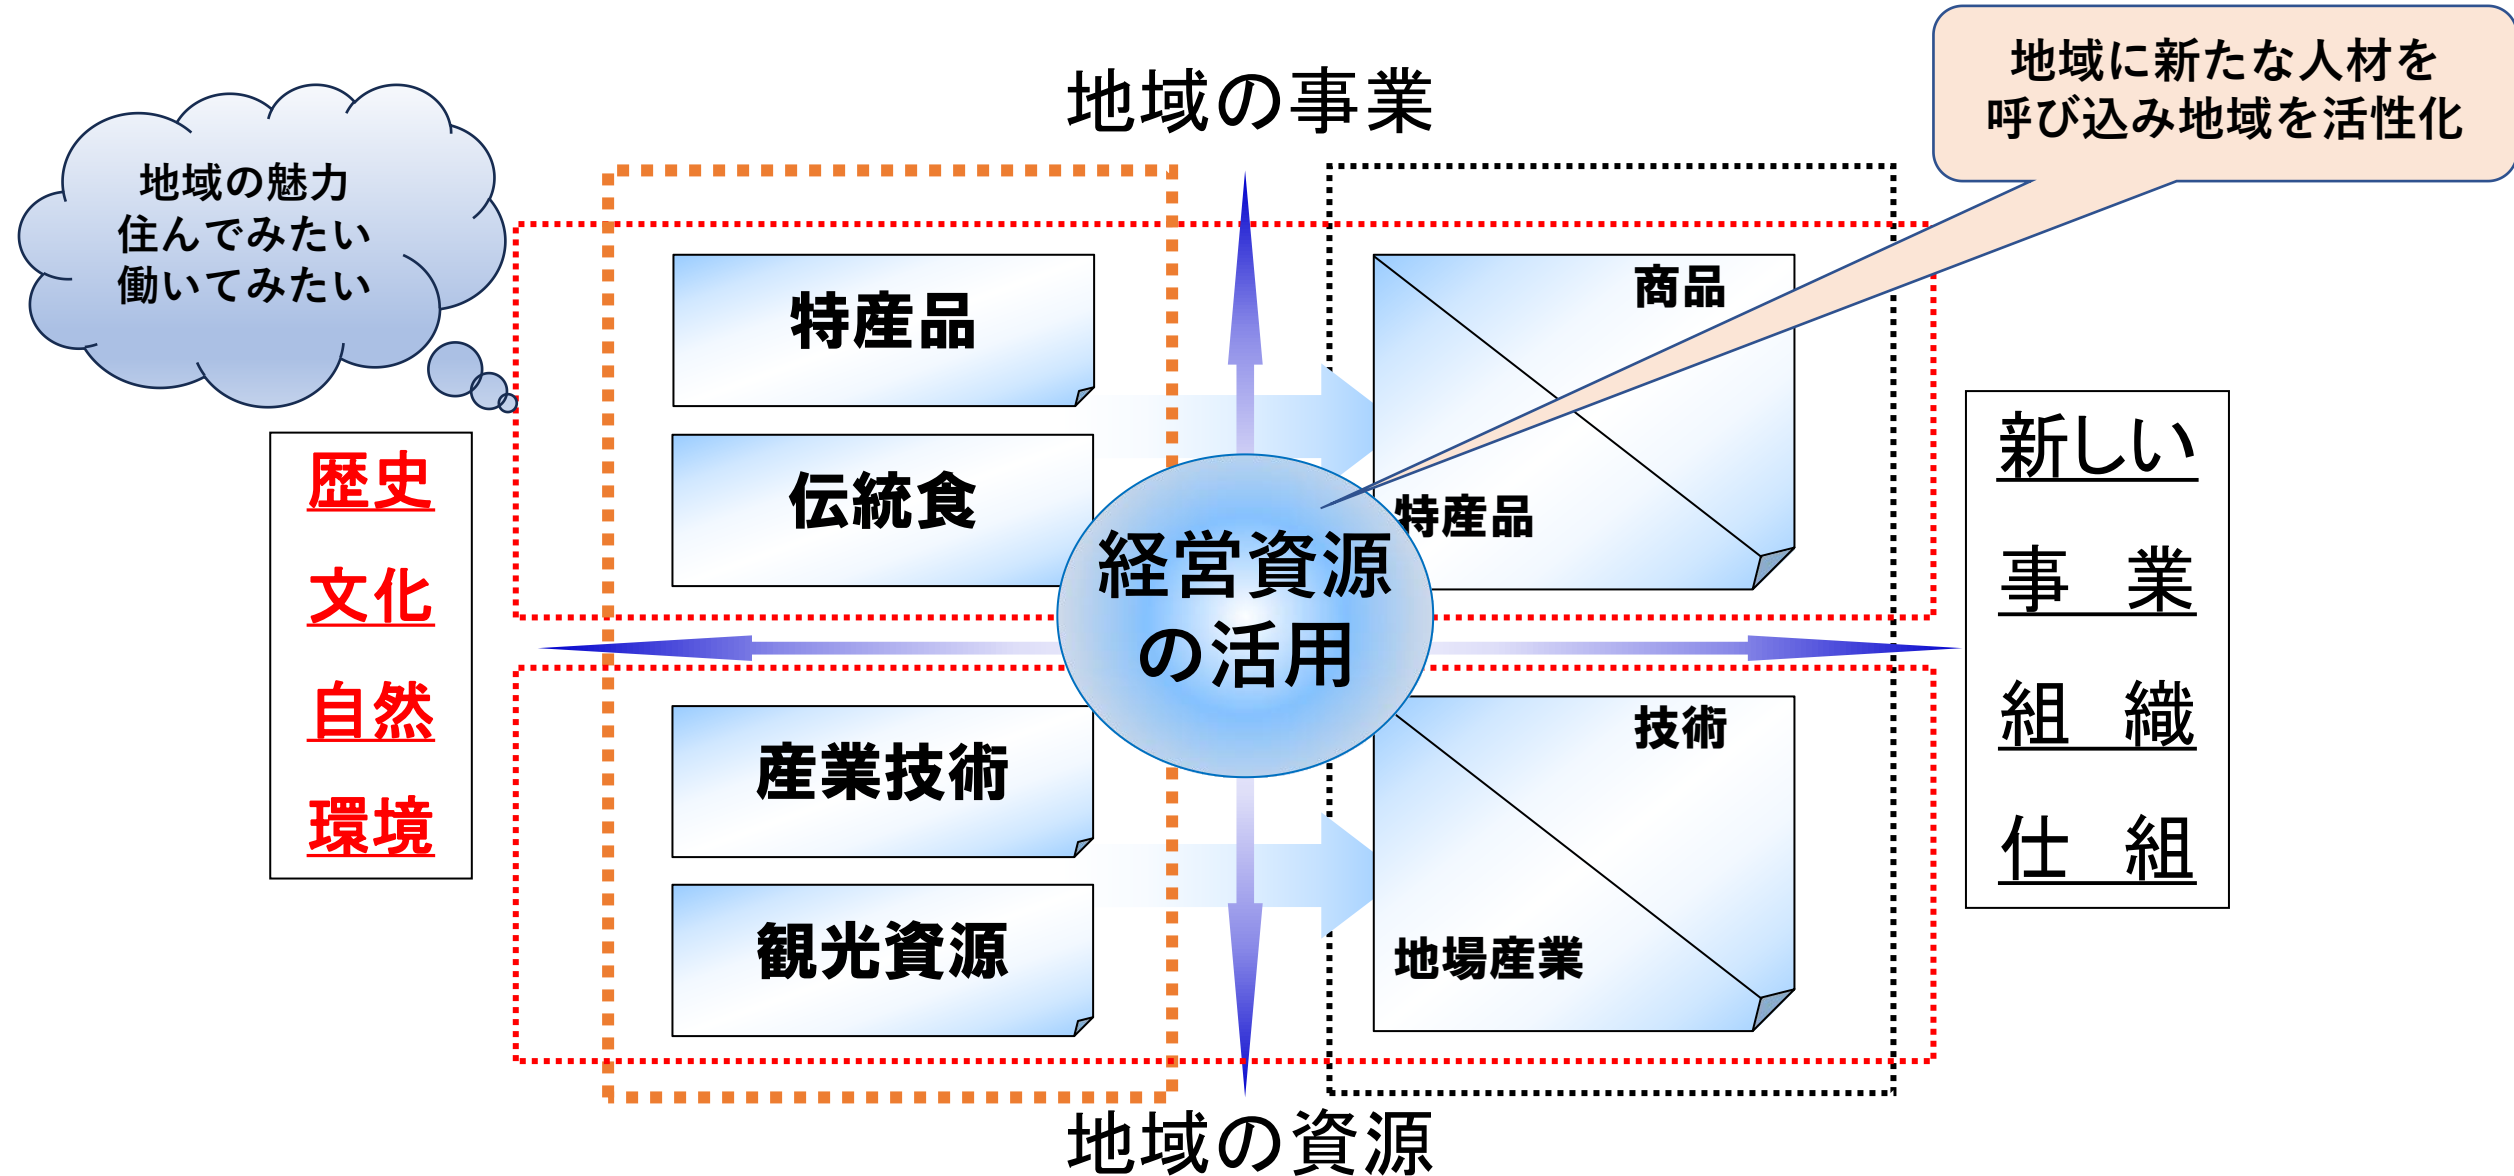 地域の事業
地域に新たな人材を
呼び込み地域を活性化
地域の魅力
住んでみたい
働いてみたい
特産品
伝統食
商品
特産品
歴史
文化
自然
環境
経営資源
の活用
新しい
事　業
組　織
仕　組
産業技術
観光資源
技術
地場産業
地域の資源